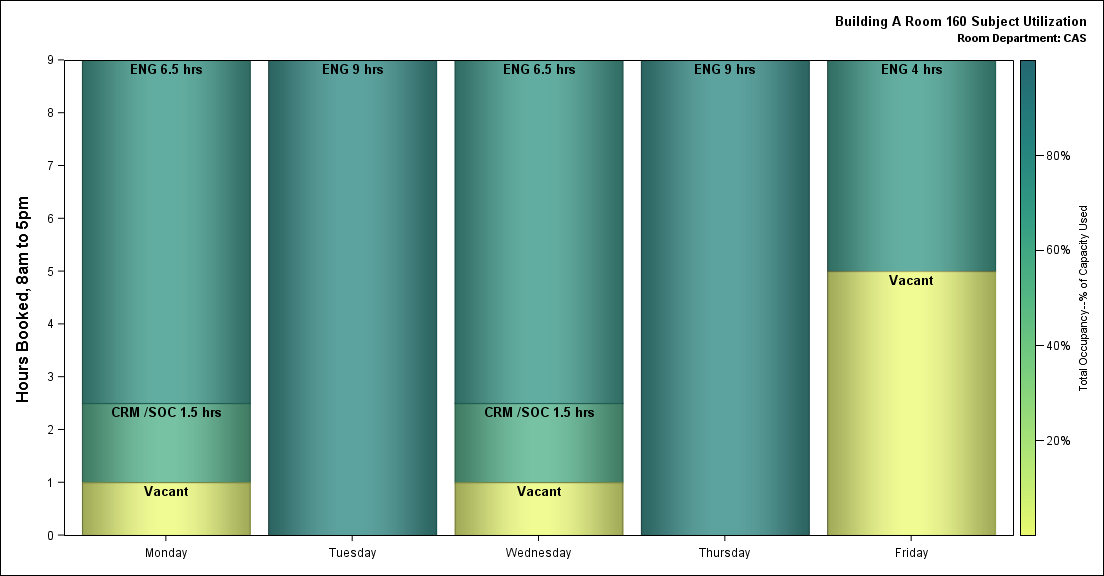 Building A Room 160 Subject Utilization
Room Department: CAS
Hours Booked, 8am to 5pm
9
8
7
6
5
4
3
2
1
0
ENG 6.5 hrs
CRM /SOC 1.5 hrs
Vacant
ENG 9 hrs
ENG 6.5 hrs
CRM /SOC 1.5 hrs
Vacant
ENG 9 hrs
ENG 4 hrs
Vacant
Monday
Tuesday
Wednesday
Thursday
Friday
80%
60%
40%
20%
Total Occupancy--% of Capacity Used